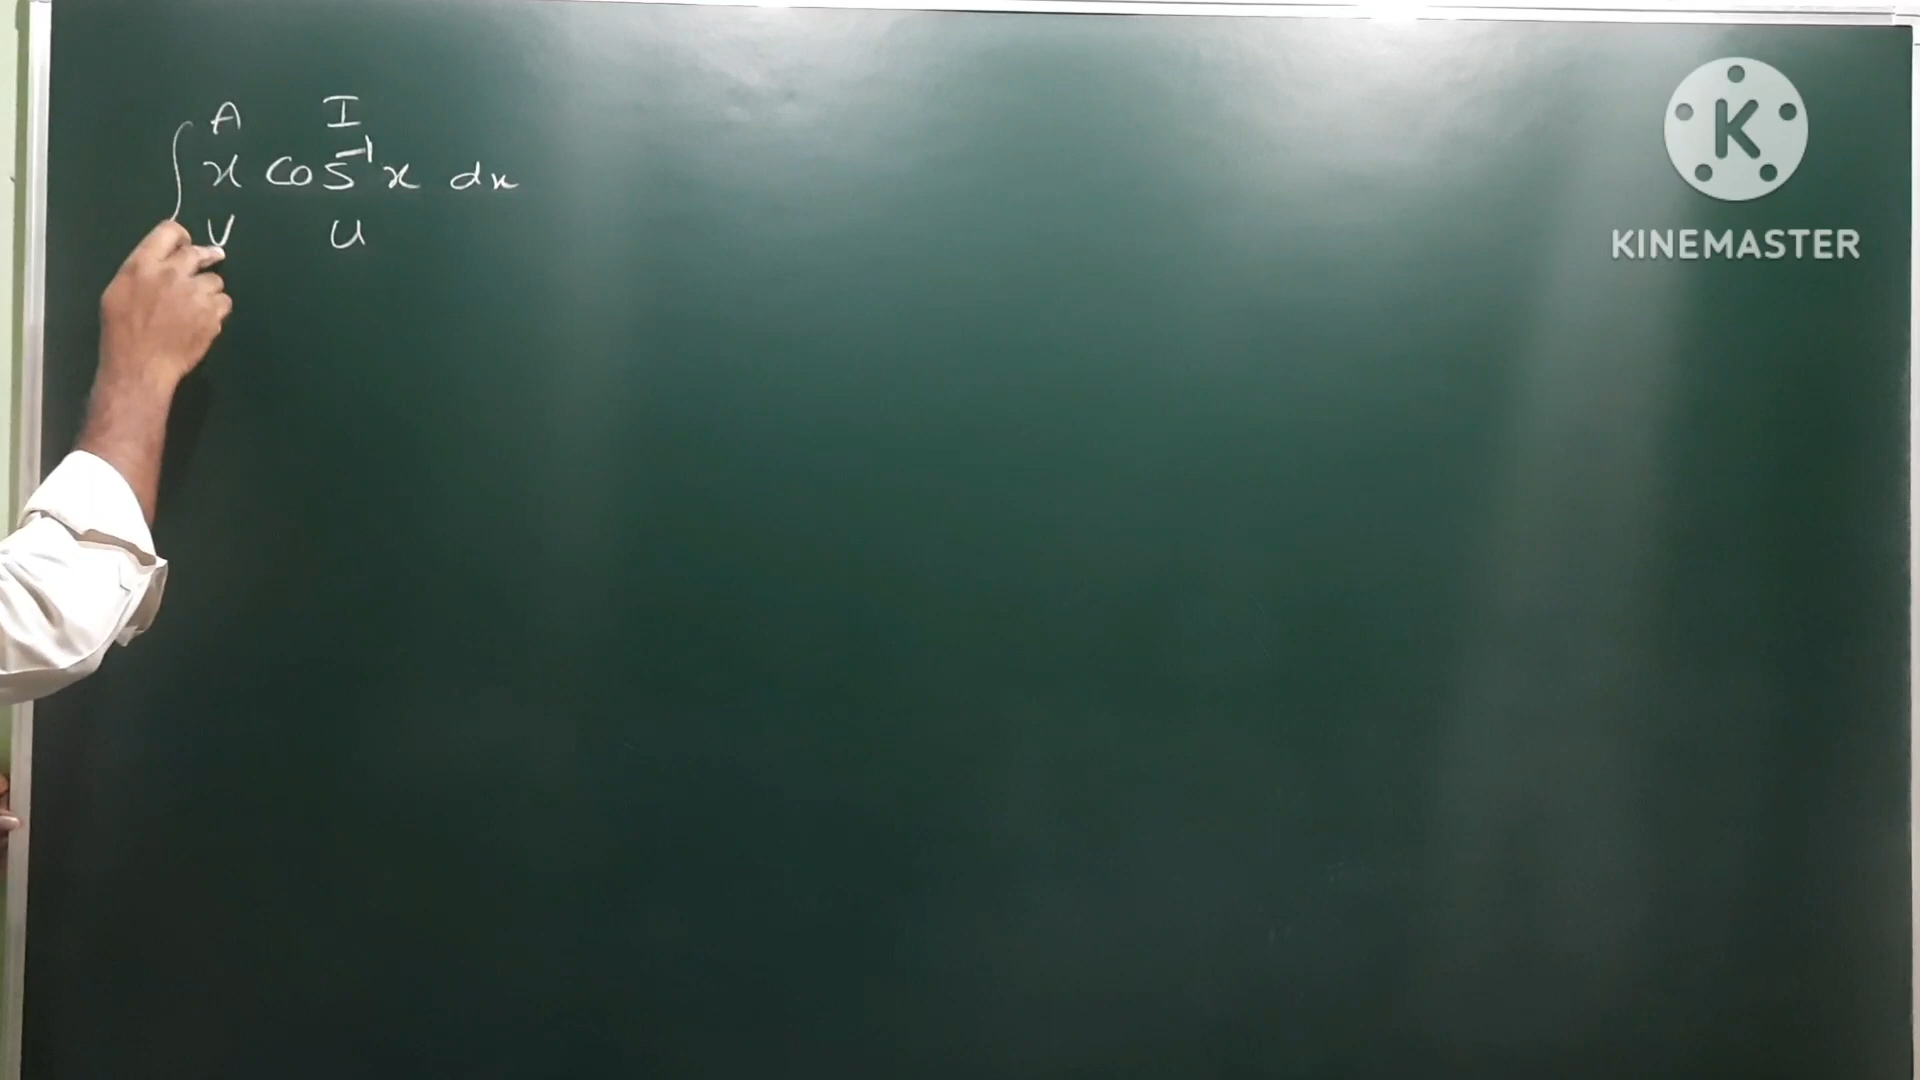 A I
∫ x cos⁻¹x dx
V U
K
KINEMASTER